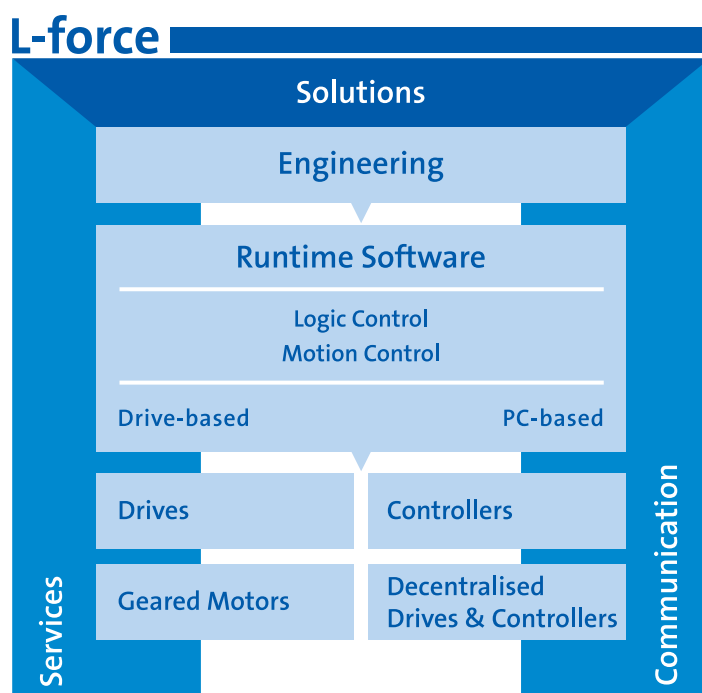 L-force
Solutions
Engineering
Runtime Software
Logic Control
Motion Control
Drive-based
PC-based
Drives
Controllers
Geared Motors
Decentralised
Drives & Controllers
Services
Communication